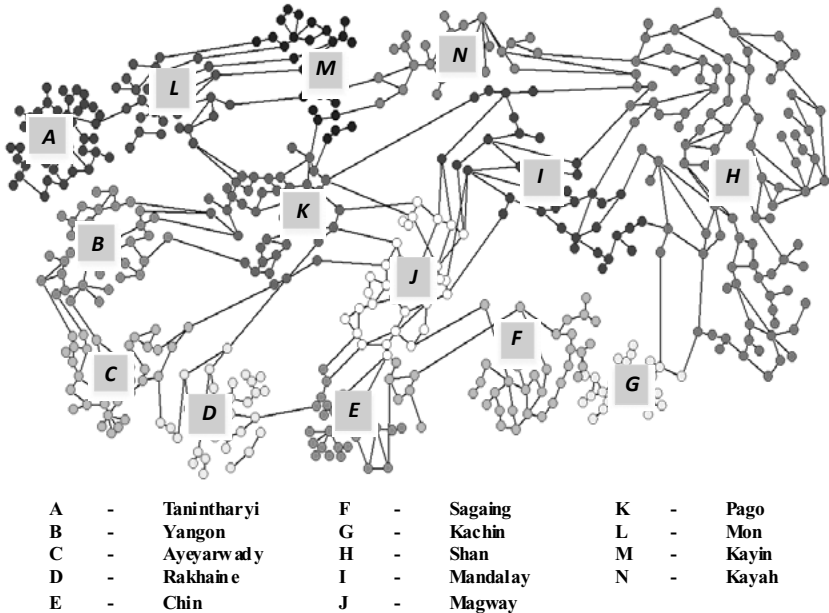 M
N
L
A
I
H
K
B
J
F
C
G
D
E
A - Tanintharyi F - Sagaing K - Pago
B - Yangon G - Kachin L - Mon
C - Ayeyarwady H - Shan M - Kayin
D - Rakhaine I - Mandalay N - Kayah
E - Chin J - Magway